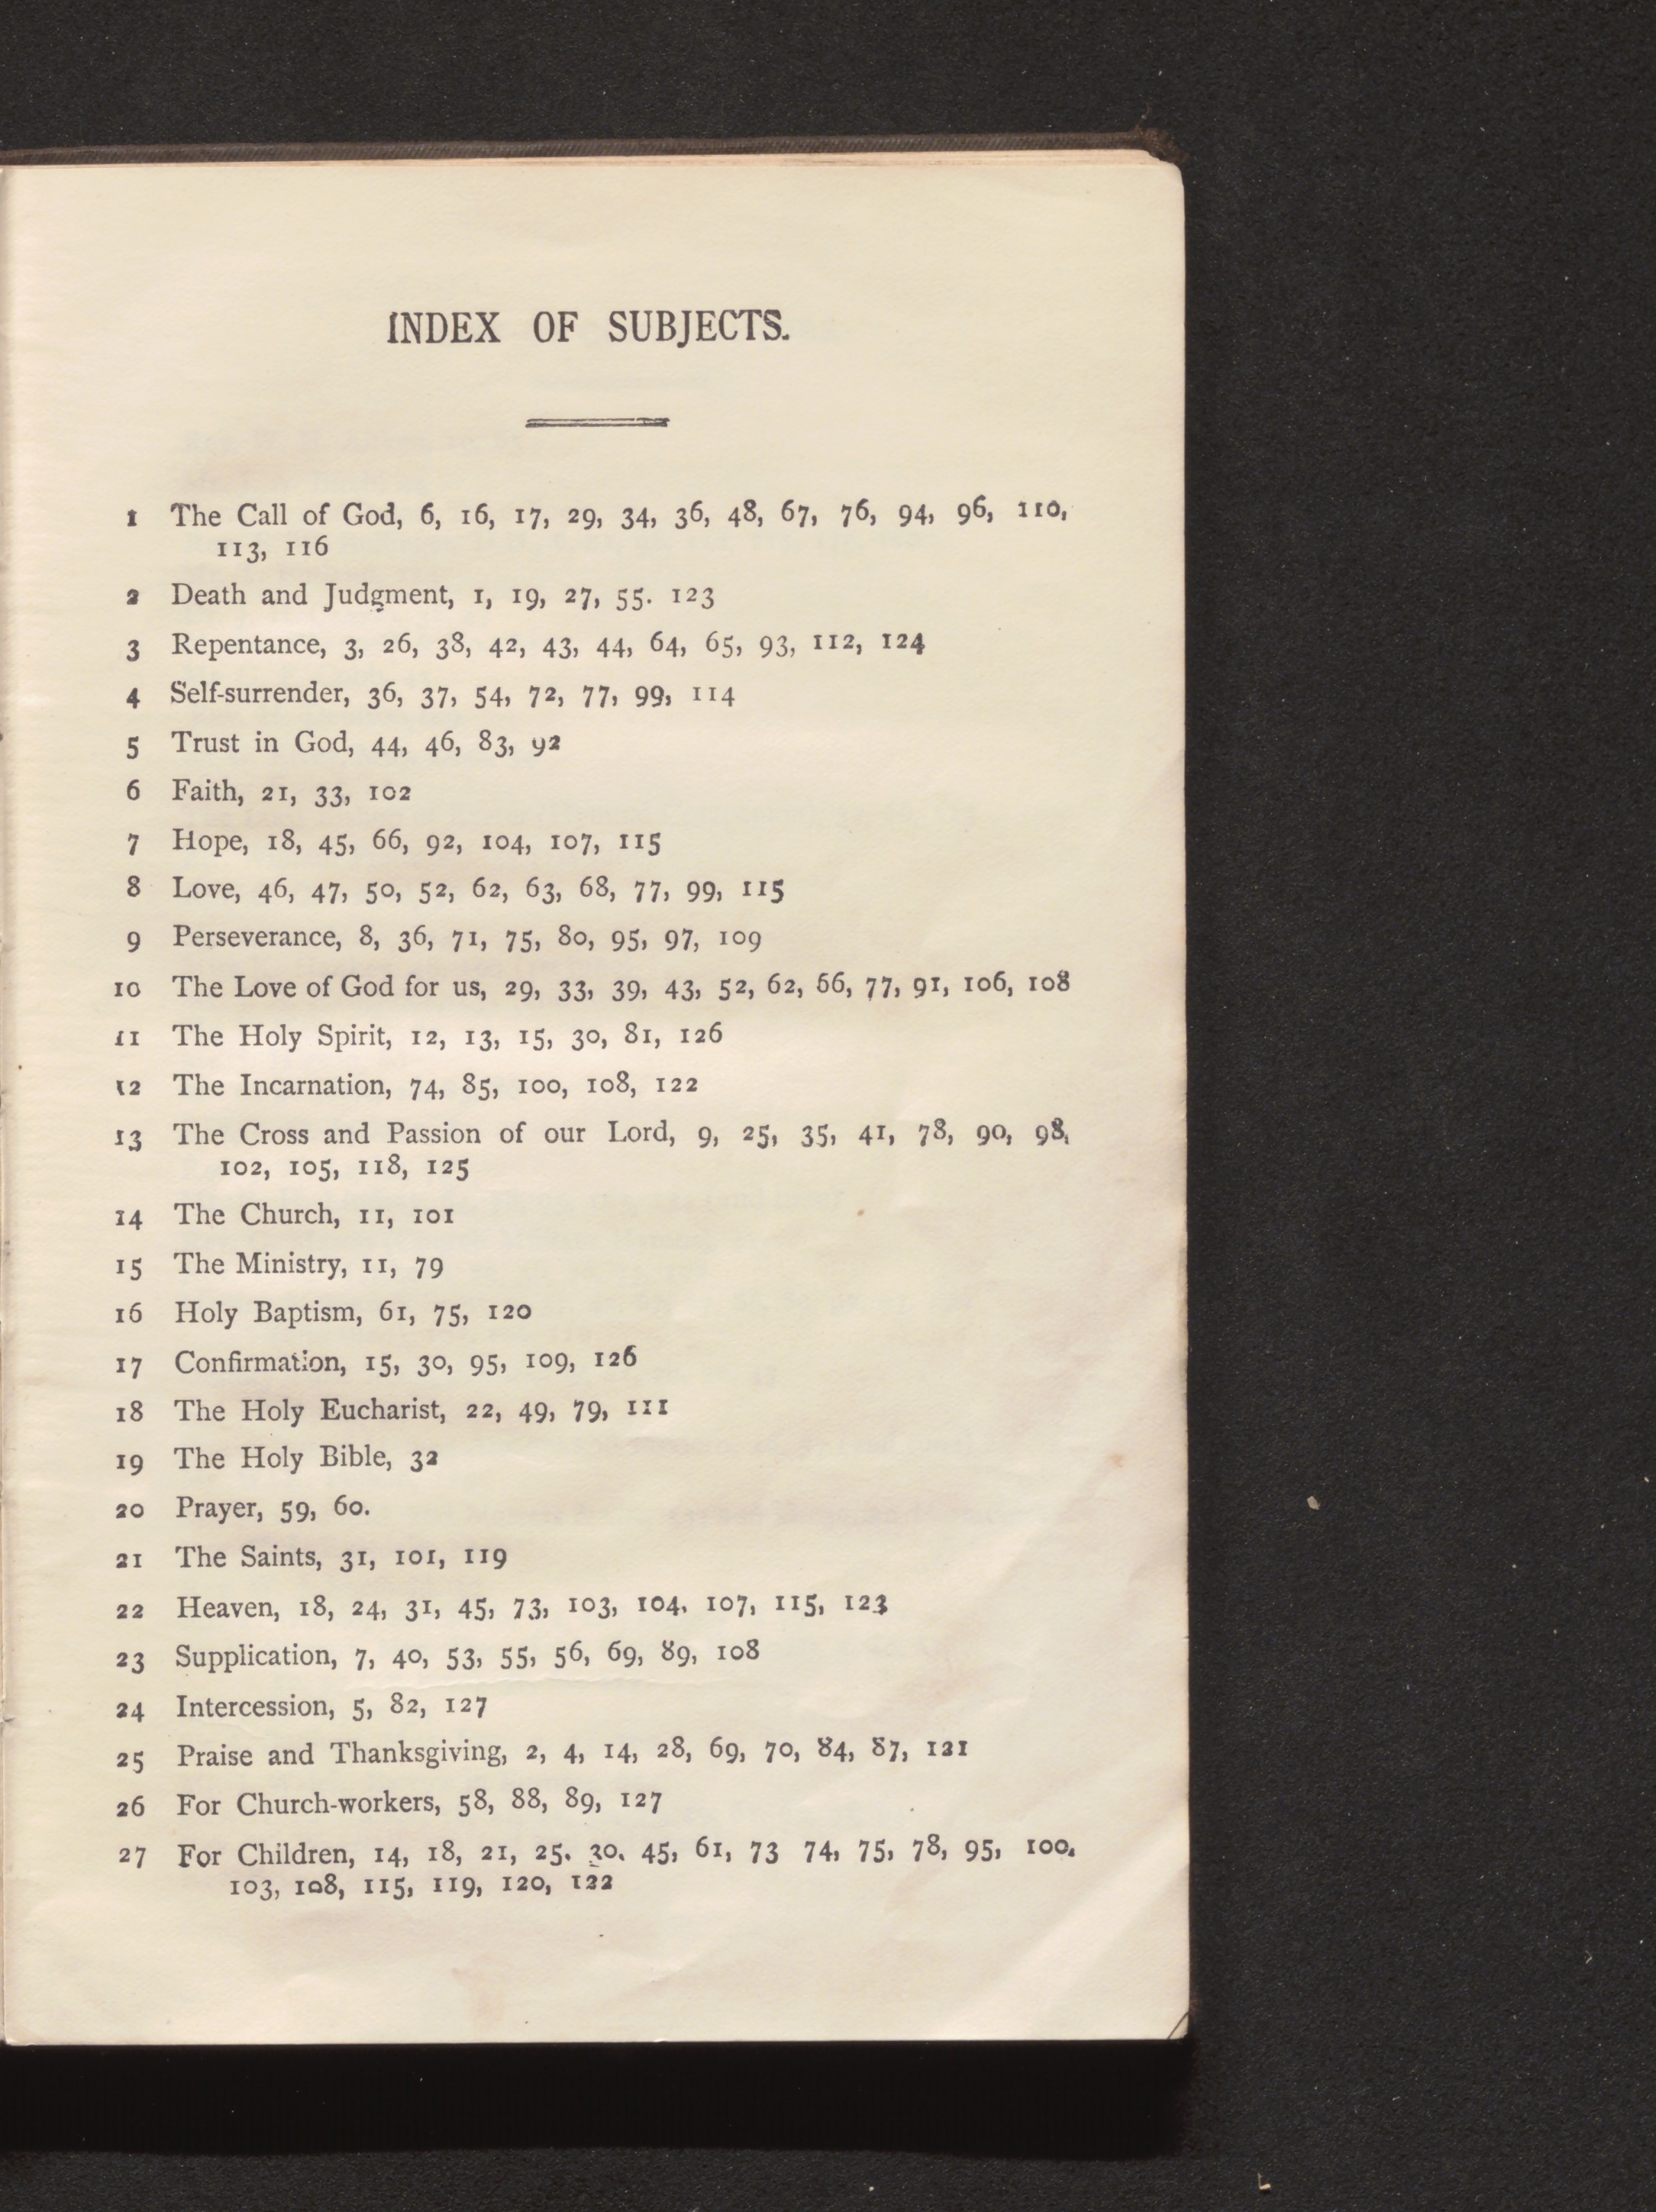 INDEX OF SUBJECTS.
1 The Call of God, 6, 16, 17, 29, 34, 36, 48, 67, 76, 94, 96, 110,
113, 116
2 Death and Judgment, 1, 19, 27, 55. 123
3 Repentance, 3, 26, 38, 42, 43, 44, 64, 65, 93, 112, 124
4 Self-surrender, 36, 37, 54, 72, 77, 99, 114
5 Trust in God, 44, 46, 83, 92
6 Faith, 21, 33, 102
7 Hope, 18, 45, 66, 92, 104, 107, 115
8 Love, 46, 47, 50, 52, 62, 63, 68, 77, 99, 115
9 Perseverance, 8, 36, 71, 75, 80, 95, 97, 109
10 The Love of God for us, 29, 33, 39, 43, 52, 62, 66, 77, 91, 106, 108
11 The Holy Spirit, 12, 13, 15, 30, 81, 126
12 The Incarnation, 74, 85, 100, 108, 122
13 The Cross and Passion of our Lord, 9, 25, 35, 41, 78, 90, 98,
102, 105, 118, 125
14 The Church, 11, 101
15 The Ministry, 11, 79
16 Holy Baptism, 61, 75, 120
17 Confirmation, 15, 30, 95, 109, 126
18 The Holy Eucharist, 22, 49, 79, 111
19 The Holy Bible, 32
20 Prayer, 59, 60.
21 The Saints, 31, 101, 119
22 Heaven, 18, 24, 31, 45, 73, 103, 104, 107, 115, 123
23 Supplication, 7, 40, 53, 55, 56, 69, 89, 108
24 Intercession, 5, 82, 127
25 Praise and Thanksgiving, 2, 4, 14, 28, 69, 70, 84, 87, 121
26 For Church-workers, 58, 88, 89, 127
27 For Children, 14, 18, 21, 25, 30, 45, 61, 73 74, 75, 78, 95, 100,
103, 108, 115, 119, 120, 122